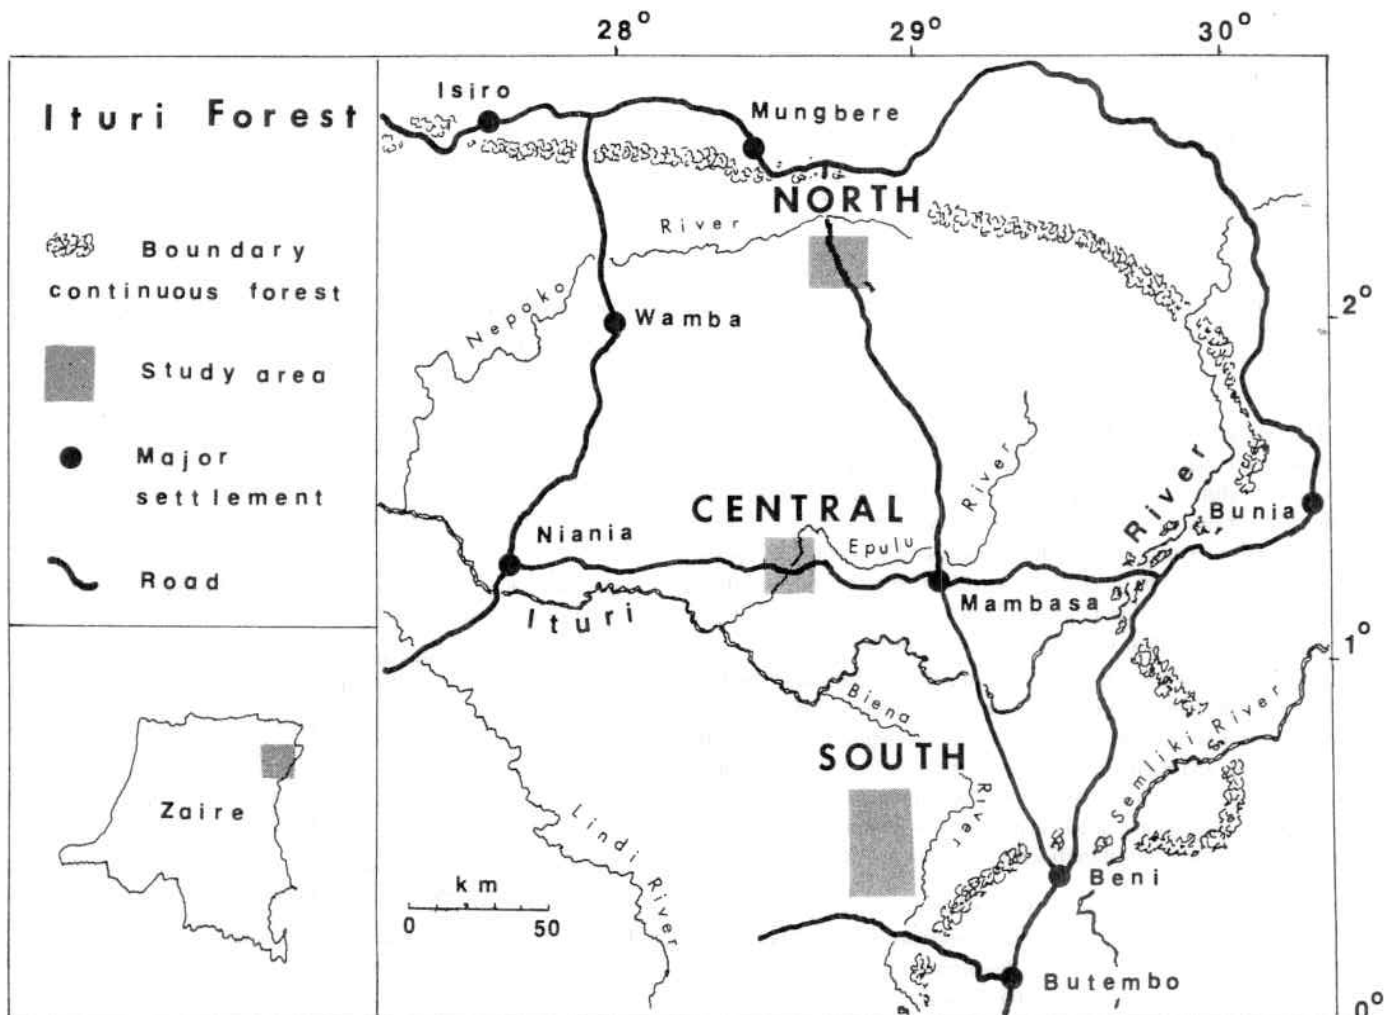 28°
29°
30°
Ituri Forest
Boundary
continuous forest
Study area
Major
settlement
Road
Zaire
Isiro
Mungbere
NORTH
River
Nepoko
Wamba
2°
CENTRAL
River
Epulu
Niania
Ituri
Mambasa
River
Bunia
1°
Biena
SOUTH
River
Semliki River
Lindi
River
km
0
50
Beni
Butembo
0°